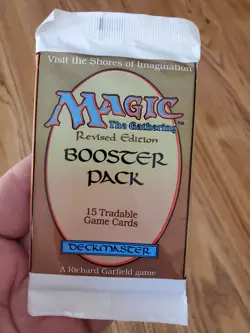 Visit the Shores of Imagination
MAGIC
The Gathering™
Revised Edition
BOOSTER
PACK
15 Tradable
Game Cards
DECKMASTER
A Richard Garfield game